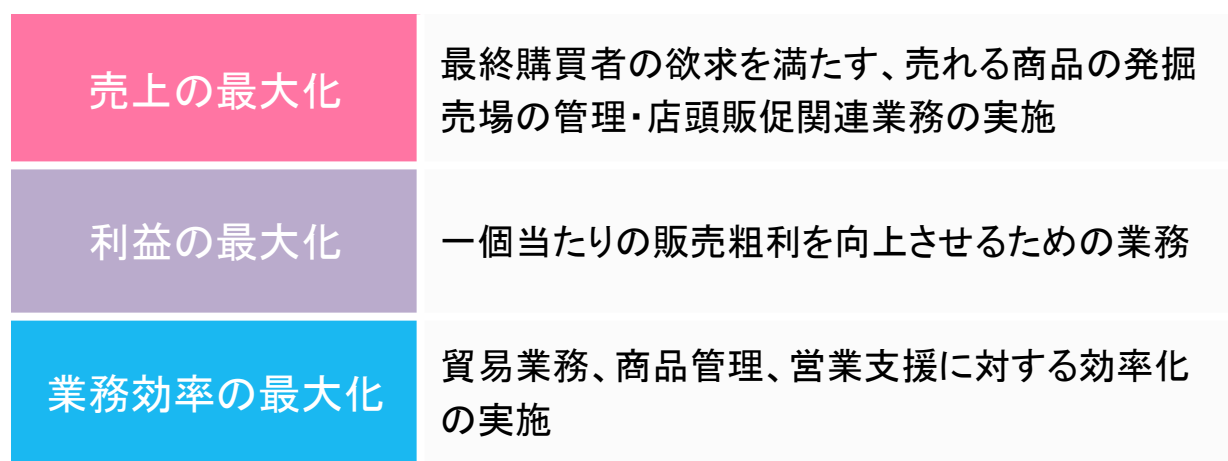 売上の最大化
最終購買者の欲求を満たす、売れる商品の発掘
売場の管理・店頭販促関連業務の実施
利益の最大化
一個当たりの販売粗利を向上させるための業務
業務効率の最大化
貿易業務、商品管理、営業支援に対する効率化
の実施